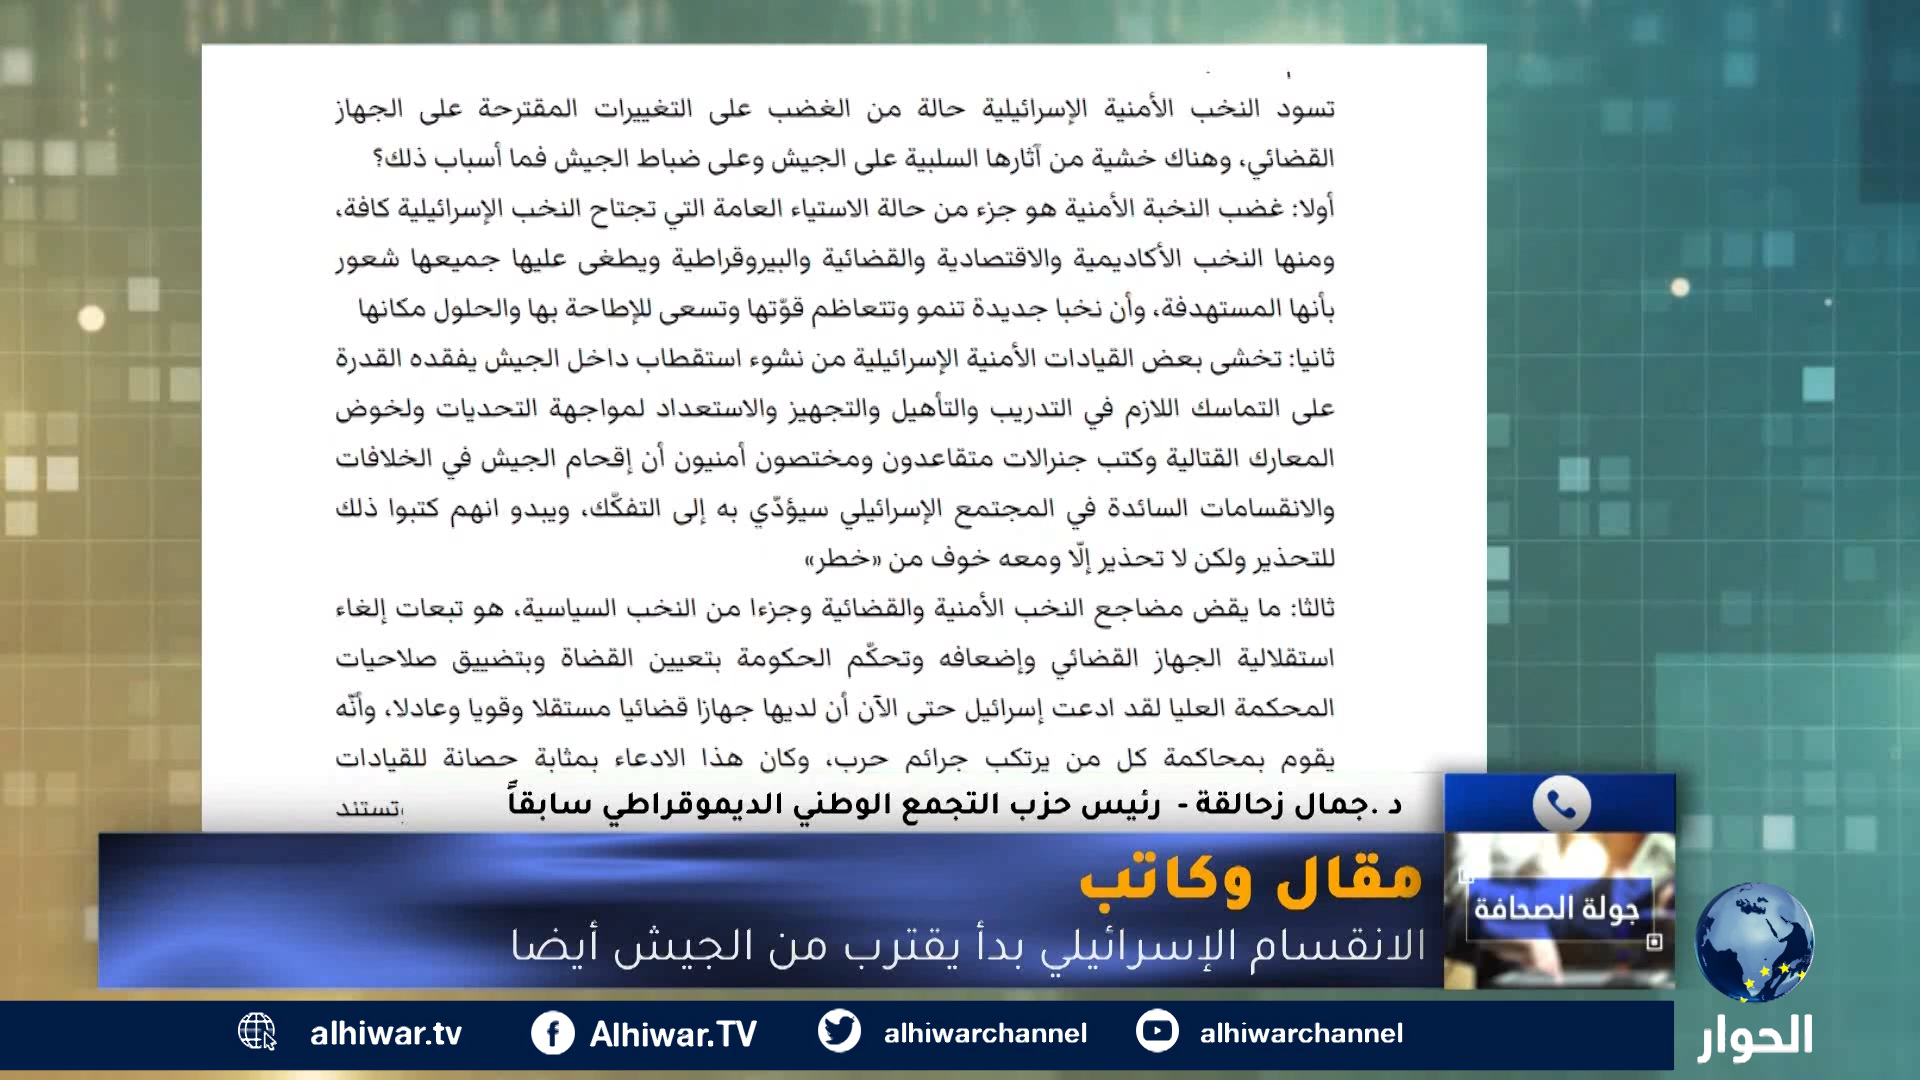 تسود النخب الأمنية الإسرائيلية حالة من الغضب على التغييرات المقترحة على الجهاز
القضائي، وهناك خشية من آثارها السلبية على الجيش وعلى ضباط الجيش فما أسباب ذلك؟
أولا: غضب النخبة الأمنية هو جزء من حالة الاستياء العامة التي تجتاح النخب الإسرائيلية كافة،
ومنها النخب الأكاديمية والاقتصادية والقضائية والبيروقراطية ويطغى عليها جميعها شعور
بأنها المستهدفة، وأن نخبا جديدة تنمو وتتعاظم قوّتها وتسعى للإطاحة بها والحلول مكانها
ثانيا: تخشى بعض القيادات الأمنية الإسرائيلية من نشوء استقطاب داخل الجيش يفقده القدرة
على التماسك اللازم في التدريب والتأهيل والتجهيز والاستعداد لمواجهة التحديات ولخوض
المعارك القتالية وكتب جنرالات متقاعدون ومختصون أمنيون أن إقحام الجيش في الخلافات
والانقسامات السائدة في المجتمع الإسرائيلي سيؤدّي به إلى التفكّك، ويبدو انهم كتبوا ذلك
للتحذير ولكن لا تحذير إلّا ومعه خوف من «خطر»
ثالثا: ما يقض مضاجع النخب الأمنية والقضائية وجزءا من النخب السياسية، هو تبعات إلغاء
استقلالية الجهاز القضائي وإضعافه وتحكّم الحكومة بتعيين القضاة وبتضييق صلاحيات
المحكمة العليا لقد ادعت إسرائيل حتى الآن أن لديها جهازا قضائيا مستقلا وقويا وعادلا، وأنّه
يقوم بمحاكمة كل من يرتكب جرائم حرب، وكان هذا الادعاء بمثابة حصانة للقيادات
وتستند
د .جمال زحالقة - رئيس حزب التجمع الوطني الديموقراطي سابقاً
مقال وكاتب
الانقسام الإسرائيلي بدأ يقترب من الجيش أيضا
جولة الصحافة
alhiwar.tv
Alhiwar.TV
alhiwarchannel
alhiwarchannel
الحوار